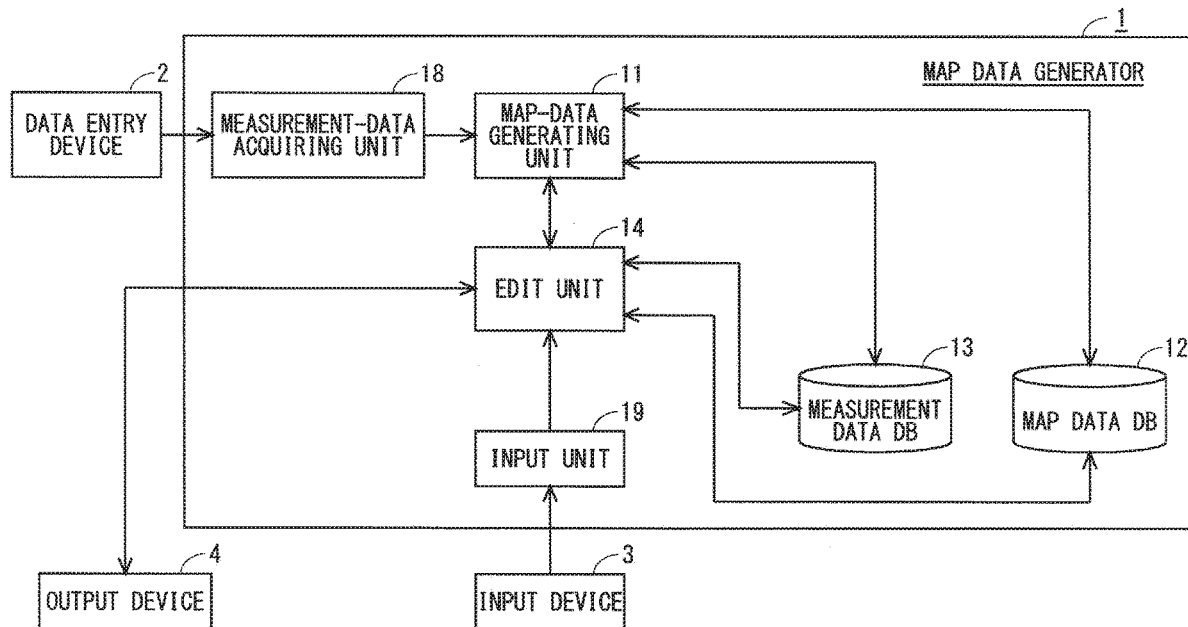 1
MAP DATA GENERATOR
2
DATA ENTRY
DEVICE
18
MEASUREMENT-DATA
ACQUIRING UNIT
11
MAP-DATA
GENERATING
UNIT
14
EDIT UNIT
13
MEASUREMENT
DATA DB
12
MAP DATA DB
19
INPUT UNIT
4
OUTPUT DEVICE
3
INPUT DEVICE